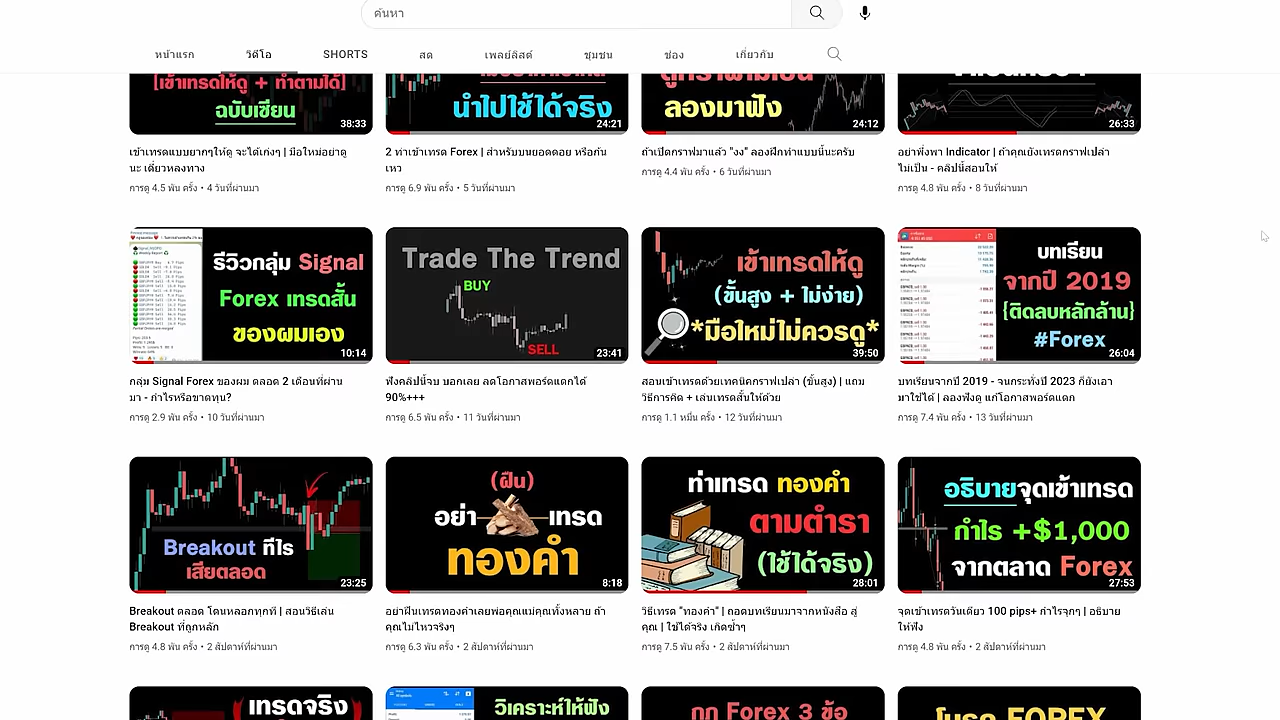 ค้นหา
หน้าแรก
วิดีโอ
SHORTS
สด
เพลย์ลิสต์
ชุมชน
ช่อง
เกี่ยวกับ
[เข้าเทรดให้ดู + ทำตามได้]
ฉบับเซียน
38:33
นำไปใช้ได้จริง
24:21
ลองมาฟัง
24:12
26:33
เข้าเทรดแบบยากๆให้ดู จะได้เก่งๆ | มือใหม่อย่าดู
นะ เดี๋ยวหลงทาง
การดู 4.5 พัน ครั้ง • 4 วันที่ผ่านมา
2 ท่าเข้าเทรด Forex | สำหรับบนยอดดอย หรือก้น
เหว
การดู 6.9 พัน ครั้ง • 5 วันที่ผ่านมา
ถ้าเปิดกราฟมาแล้ว "งง" ลองฝึกทำแบบนี้นะครับ
การดู 4.4 พัน ครั้ง • 6 วันที่ผ่านมา
อย่าพึ่งพา Indicator | ถ้าคุณยังเทรดกราฟเปล่า
ไม่เป็น - คลิปนี้สอนให้
การดู 4.8 พัน ครั้ง • 8 วันที่ผ่านมา
รีวิวกลุ่ม Signal
Forex เทรดสั้น
ของผมเอง
10:14
Trade The Trend
BUY
SELL
23:41
เข้าเทรดให้ดู
(ขั้นสูง + ไม่ง่าย)
*มือใหม่ไม่ควรดู*
39:50
บทเรียน
จากปี 2019
{ติดลบหลักล้าน}
#Forex
26:04
กลุ่ม Signal Forex ของผม ตลอด 2 เดือนที่ผ่าน
มา - กำไรหรือขาดทุน?
การดู 2.9 พัน ครั้ง • 10 วันที่ผ่านมา
ฟังคลิปนี้จบ บอกเลย ลดโอกาสพอร์ตแตกได้
90%+++
การดู 6.5 พัน ครั้ง • 11 วันที่ผ่านมา
สอนเข้าเทรดด้วยเทคนิคกราฟเปล่า (ขั้นสูง) | แถม
วิธีการคิด + เล่นเทรดสั้นให้ด้วย
การดู 1.1 หมื่น ครั้ง • 12 วันที่ผ่านมา
บทเรียนจากปี 2019 - จนกระทั่งปี 2023 ก็ยังเอา
มาใช้ได้ | ลองฟังดู แก้โอกาสพอร์ตแตก
การดู 7.4 พัน ครั้ง • 13 วันที่ผ่านมา
Breakout ทีไร
เสียตลอด
23:25
(ฝืน)
อย่า
เทรด
ทองคำ
8:18
ท่าเทรด ทองคำ
ตามตำรา
(ใช้ได้จริง)
28:01
อธิบายจุดเข้าเทรด
กำไร +$1,000
จากตลาด Forex
27:53
Breakout ตลอด โดนหลอกทุกที | สอนวิธีเล่น
Breakout ที่ถูกหลัก
การดู 4.8 พัน ครั้ง • 2 สัปดาห์ที่ผ่านมา
อย่าฝืนเทรดทองคำเลยพ่อคุณแม่คุณทั้งหลาย ถ้า
คุณไม่ไหวจริงๆ
การดู 6.3 พัน ครั้ง • 2 สัปดาห์ที่ผ่านมา
วิธีเทรด "ทองคำ" | ถอดบทเรียนมาจากหนังสือ สู่
คุณ | ใช้ได้จริง เกิดซ้ำๆ
การดู 7.5 พัน ครั้ง • 2 สัปดาห์ที่ผ่านมา
จุดเข้าเทรดวันเดียว 100 pips+ กำไรจุกๆ | อธิบาย
ให้ฟัง
การดู 4.8 พัน ครั้ง • 2 สัปดาห์ที่ผ่านมา
เทรดจริง
วิเคราะห์ให้ฟัง
กฎ Forex 3 ข้อ